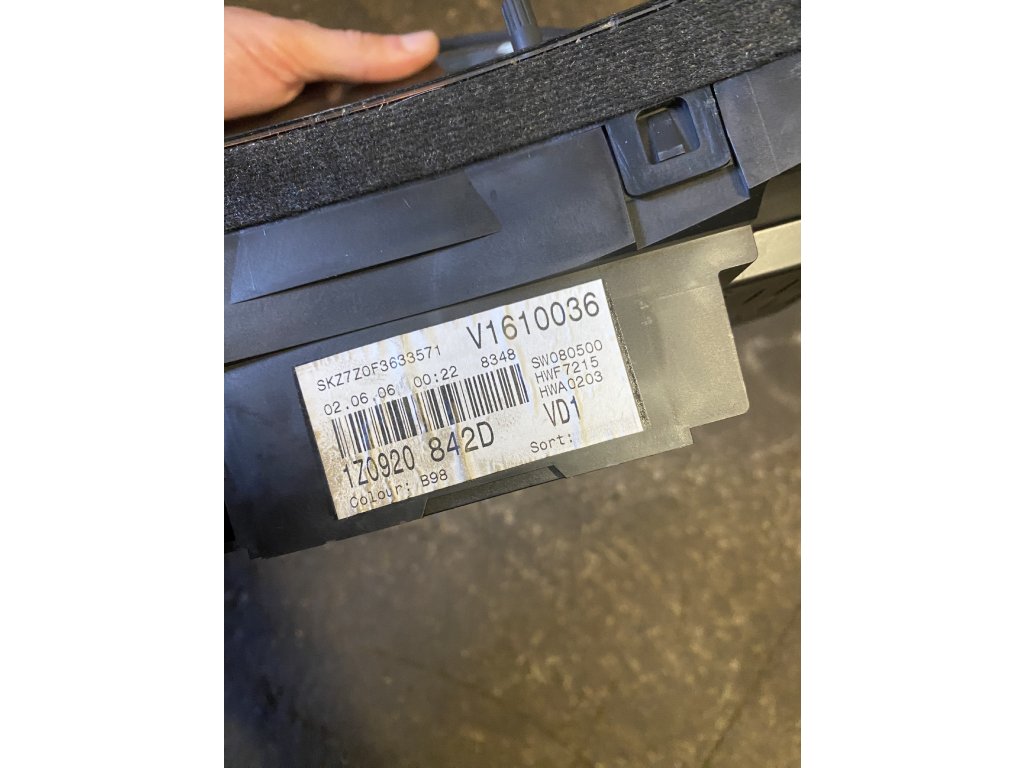 SKZ7Z0F3633571 V1610036
02.06.06 00:22 8348 SW080500
HWF7215
HWA0203
1Z0920 842D VD1
Colour: B98 Sort: